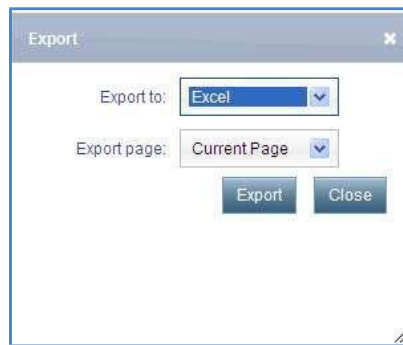 Export
Export to: Excel
Export page: Current Page
Export Close